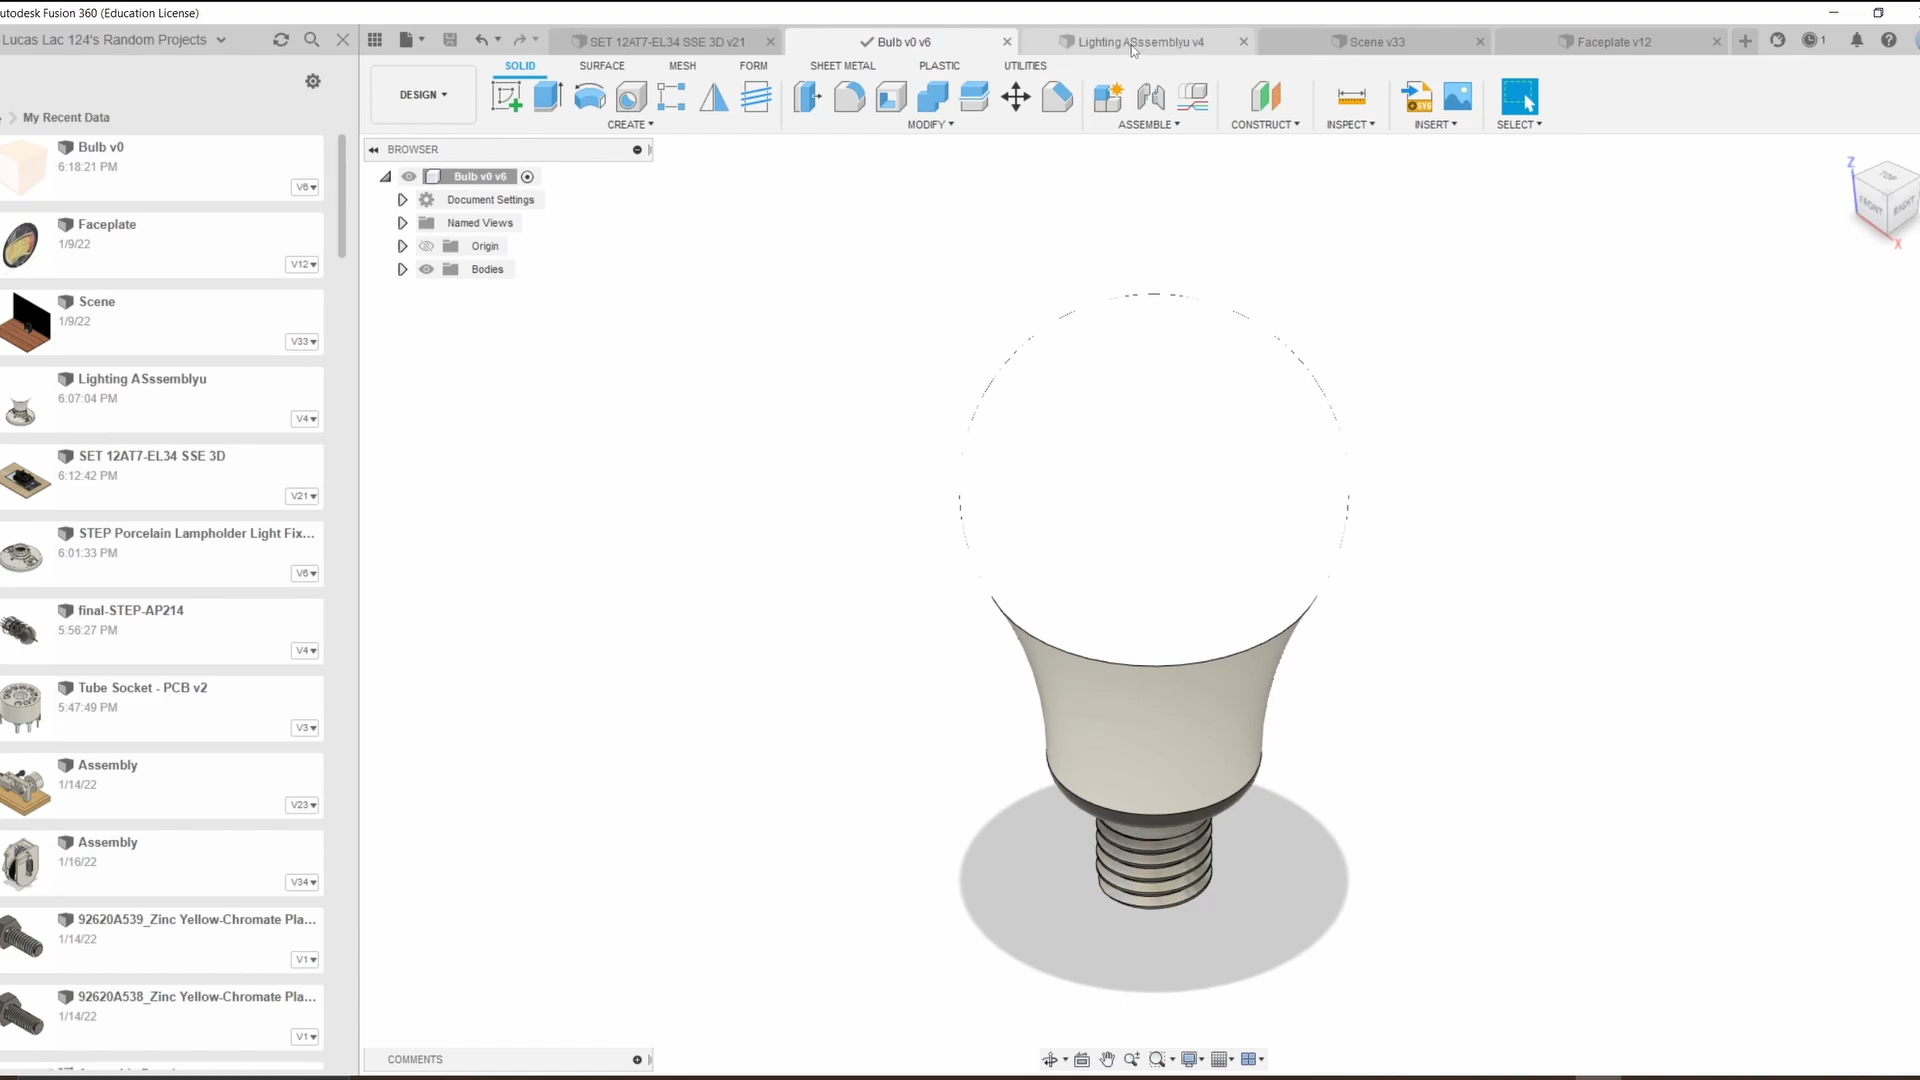 utodesk Fusion 360 (Education License)
Lucas Lac 124's Random Projects
SET 12AT7-EL34 SSE 3D v21
Bulb v0 v6
Lighting ASssemblyu v4
Scene v33
Faceplate v12
1
DESIGN
SOLID
SURFACE
MESH
FORM
SHEET METAL
PLASTIC
UTILITIES
CREATE
MODIFY
ASSEMBLE
CONSTRUCT
INSPECT
INSERT
SELECT
My Recent Data
Bulb v0
6:18:21 PM
V6
Faceplate
1/9/22
V12
Scene
1/9/22
V33
Lighting ASssemblyu
6:07:04 PM
V4
SET 12AT7-EL34 SSE 3D
6:12:42 PM
V21
STEP Porcelain Lampholder Light Fix...
6:01:33 PM
V6
final-STEP-AP214
5:56:27 PM
V4
Tube Socket - PCB v2
5:47:49 PM
V3
Assembly
1/14/22
V23
Assembly
1/16/22
V34
92620A539_Zinc Yellow-Chromate Pla...
1/14/22
V1
92620A538_Zinc Yellow-Chromate Pla...
1/14/22
V1
BROWSER
Bulb v0 v6
Document Settings
Named Views
Origin
Bodies
Z
TOP
FRONT
RIGHT
X
COMMENTS